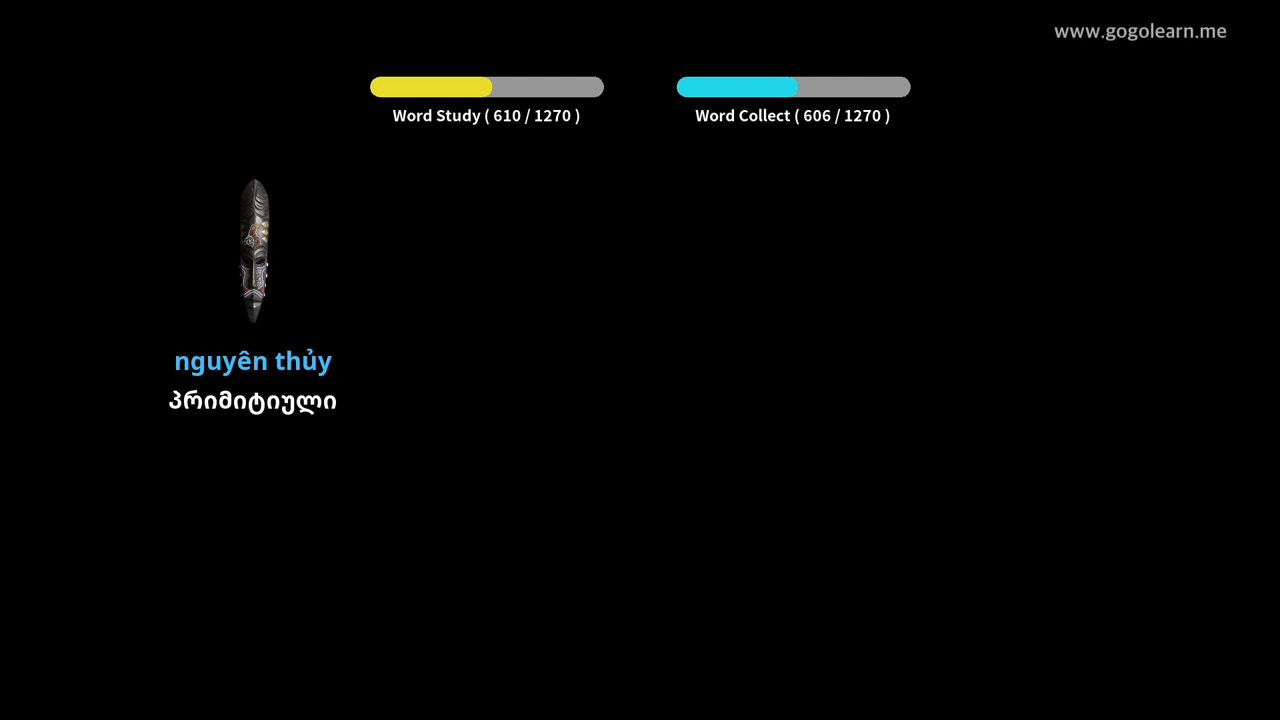 www.gogolearn.me
Word Study ( 610 / 1270 )
Word Collect ( 606 / 1270 )
nguyên thủy
პრიმიტიული